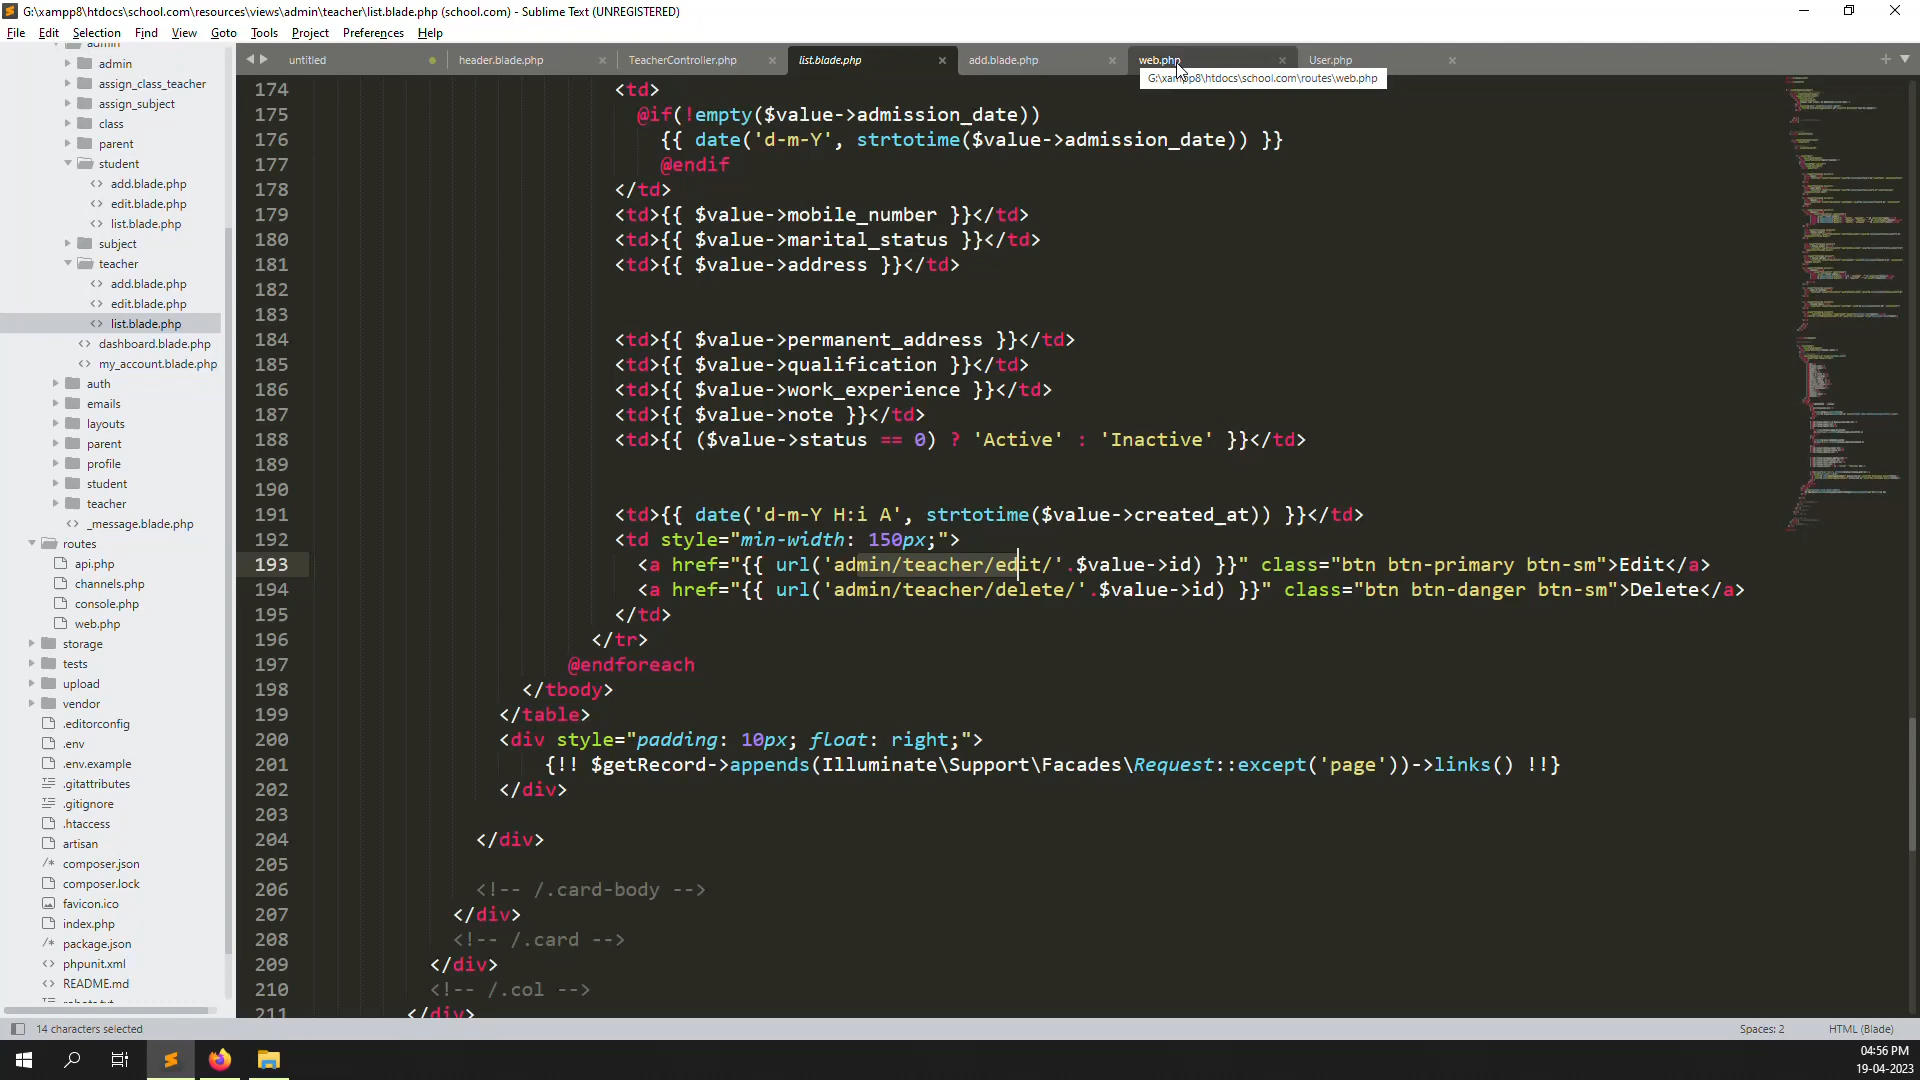 G:\xampp8\htdocs\school.com\resources\views\admin\teacher\list.blade.php (school.com) - Sublime Text (UNREGISTERED)
File Edit Selection Find View Goto Tools Project Preferences Help
untitled header.blade.php TeacherController.php list.blade.php add.blade.php web.php User.php
G:\xampp8\htdocs\school.com\routes\web.php
admin
admin
assign_class_teacher
assign_subject
class
parent
student
add.blade.php
edit.blade.php
list.blade.php
subject
teacher
add.blade.php
edit.blade.php
list.blade.php
dashboard.blade.php
my_account.blade.php
auth
emails
layouts
parent
profile
student
teacher
_message.blade.php
routes
api.php
channels.php
console.php
web.php
storage
tests
upload
vendor
.editorconfig
.env
.env.example
.gitattributes
.gitignore
.htaccess
artisan
composer.json
composer.lock
favicon.ico
index.php
package.json
phpunit.xml
README.md
robots.txt
174 <td>
175 @if(!empty($value->admission_date))
176 {{ date('d-m-Y', strtotime($value->admission_date)) }}
177 @endif
178 </td>
179 <td>{{ $value->mobile_number }}</td>
180 <td>{{ $value->marital_status }}</td>
181 <td>{{ $value->address }}</td>
182
183
184 <td>{{ $value->permanent_address }}</td>
185 <td>{{ $value->qualification }}</td>
186 <td>{{ $value->work_experience }}</td>
187 <td>{{ $value->note }}</td>
188 <td>{{ ($value->status == 0) ? 'Active' : 'Inactive' }}</td>
189
190
191 <td>{{ date('d-m-Y H:i A', strtotime($value->created_at)) }}</td>
192 <td style="min-width: 150px;">
193 <a href="{{ url('admin/teacher/edit/'.$value->id) }}" class="btn btn-primary btn-sm">Edit</a>
194 <a href="{{ url('admin/teacher/delete/'.$value->id) }}" class="btn btn-danger btn-sm">Delete</a>
195 </td>
196 </tr>
197 @endforeach
198 </tbody>
199 </table>
200 <div style="padding: 10px; float: right;">
201 {!! $getRecord->appends(Illuminate\Support\Facades\Request::except('page'))->links() !!}
202 </div>
203
204 </div>
205
206 <!-- /.card-body -->
207 </div>
208 <!-- /.card -->
209 </div>
210 <!-- /.col -->
211 </div>
14 characters selected
Spaces: 2 HTML (Blade)
04:56 PM
19-04-2023